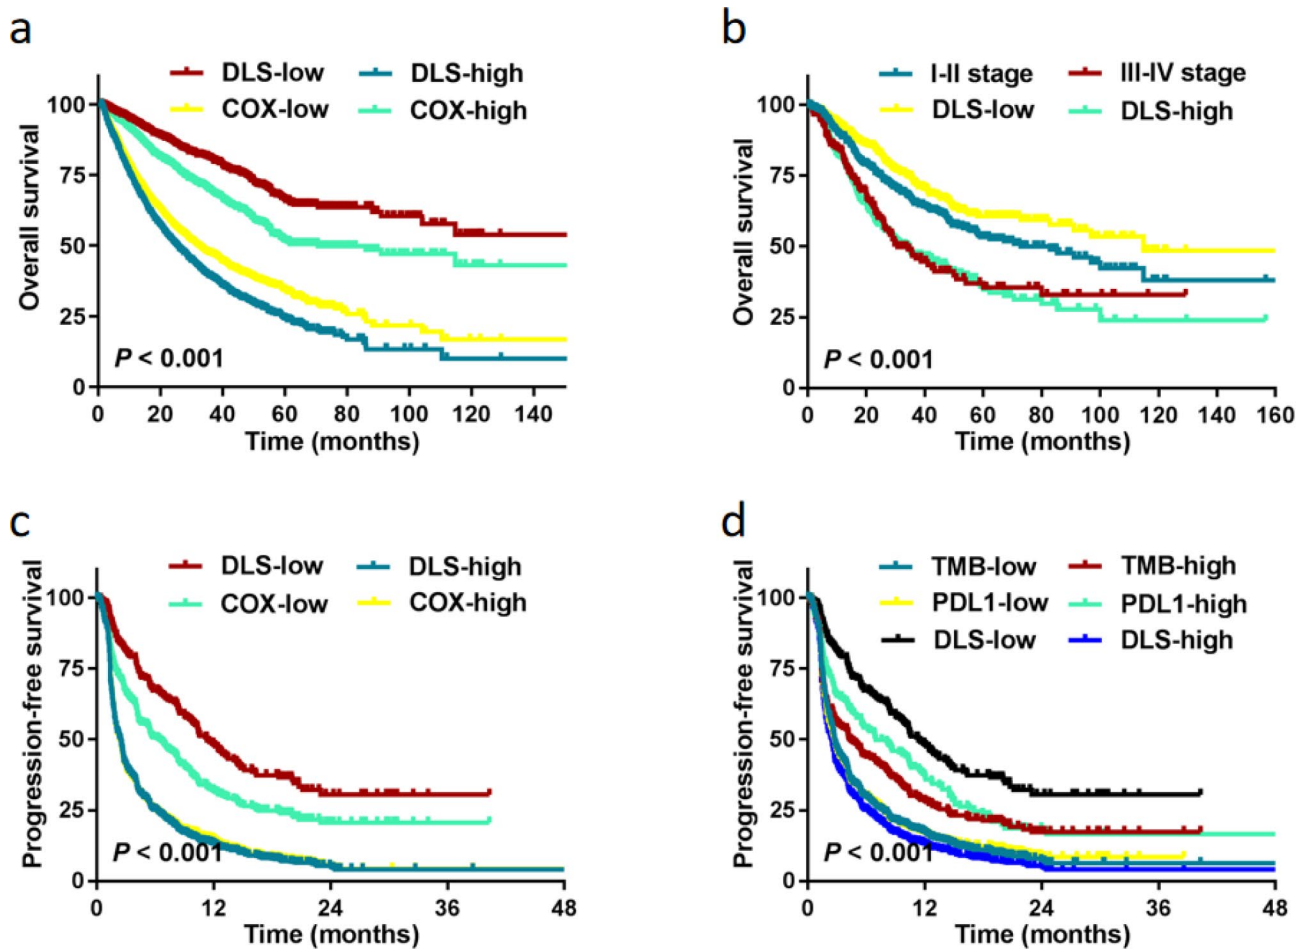 a
DLS-low DLS-high
COX-low COX-high
100
75
50
25
0
Overall survival
P < 0.001
0 20 40 60 80 100 120 140
Time (months)
b
I-II stage III-IV stage
DLS-low DLS-high
100
75
50
25
0
Overall survival
P < 0.001
0 20 40 60 80 100 120 140 160
Time (months)
c
DLS-low DLS-high
COX-low COX-high
100
75
50
25
0
Progression-free survival
P < 0.001
0 12 24 36 48
Time (months)
d
TMB-low TMB-high
PDL1-low PDL1-high
DLS-low DLS-high
100
75
50
25
0
Progression-free survival
P < 0.001
0 12 24 36 48
Time (months)